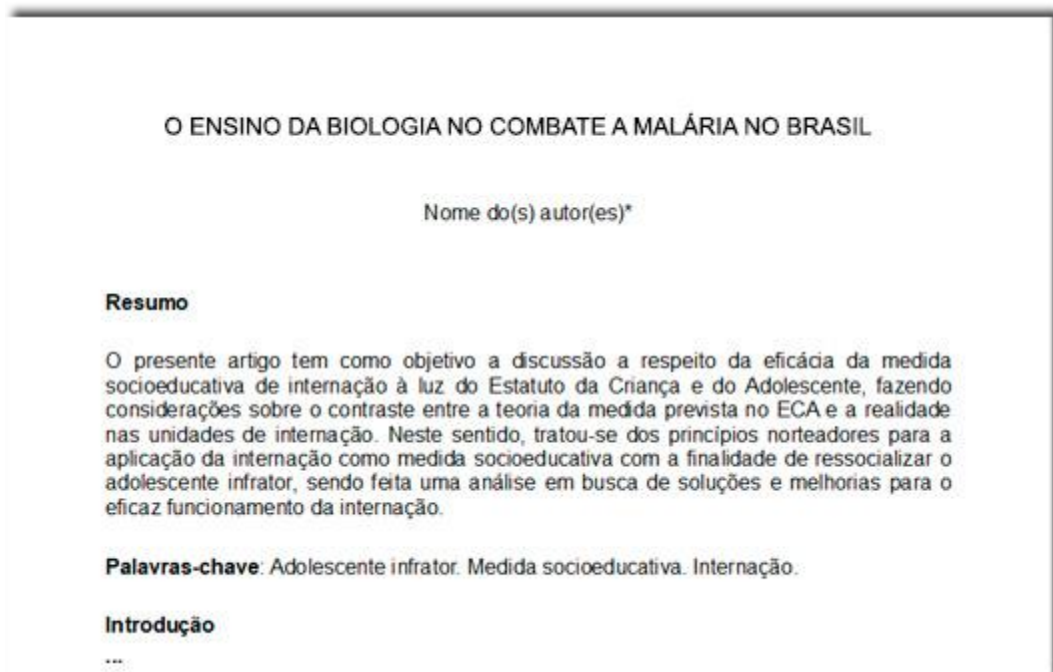 O ENSINO DA BIOLOGIA NO COMBATE A MALÁRIA NO BRASIL
Nome do(s) autor(es)*
Resumo
O presente artigo tem como objetivo a discussão a respeito da eficácia da medida
socioeducativa de internação à luz do Estatuto da Criança e do Adolescente, fazendo
considerações sobre o contraste entre a teoria da medida prevista no ECA e a realidade
nas unidades de internação. Neste sentido, tratou-se dos princípios norteadores para a
aplicação da internação como medida socioeducativa com a finalidade de ressocializar o
adolescente infrator, sendo feita uma análise em busca de soluções e melhorias para o
eficaz funcionamento da internação.
Palavras-chave: Adolescente infrator. Medida socioeducativa. Internação.
Introdução
...